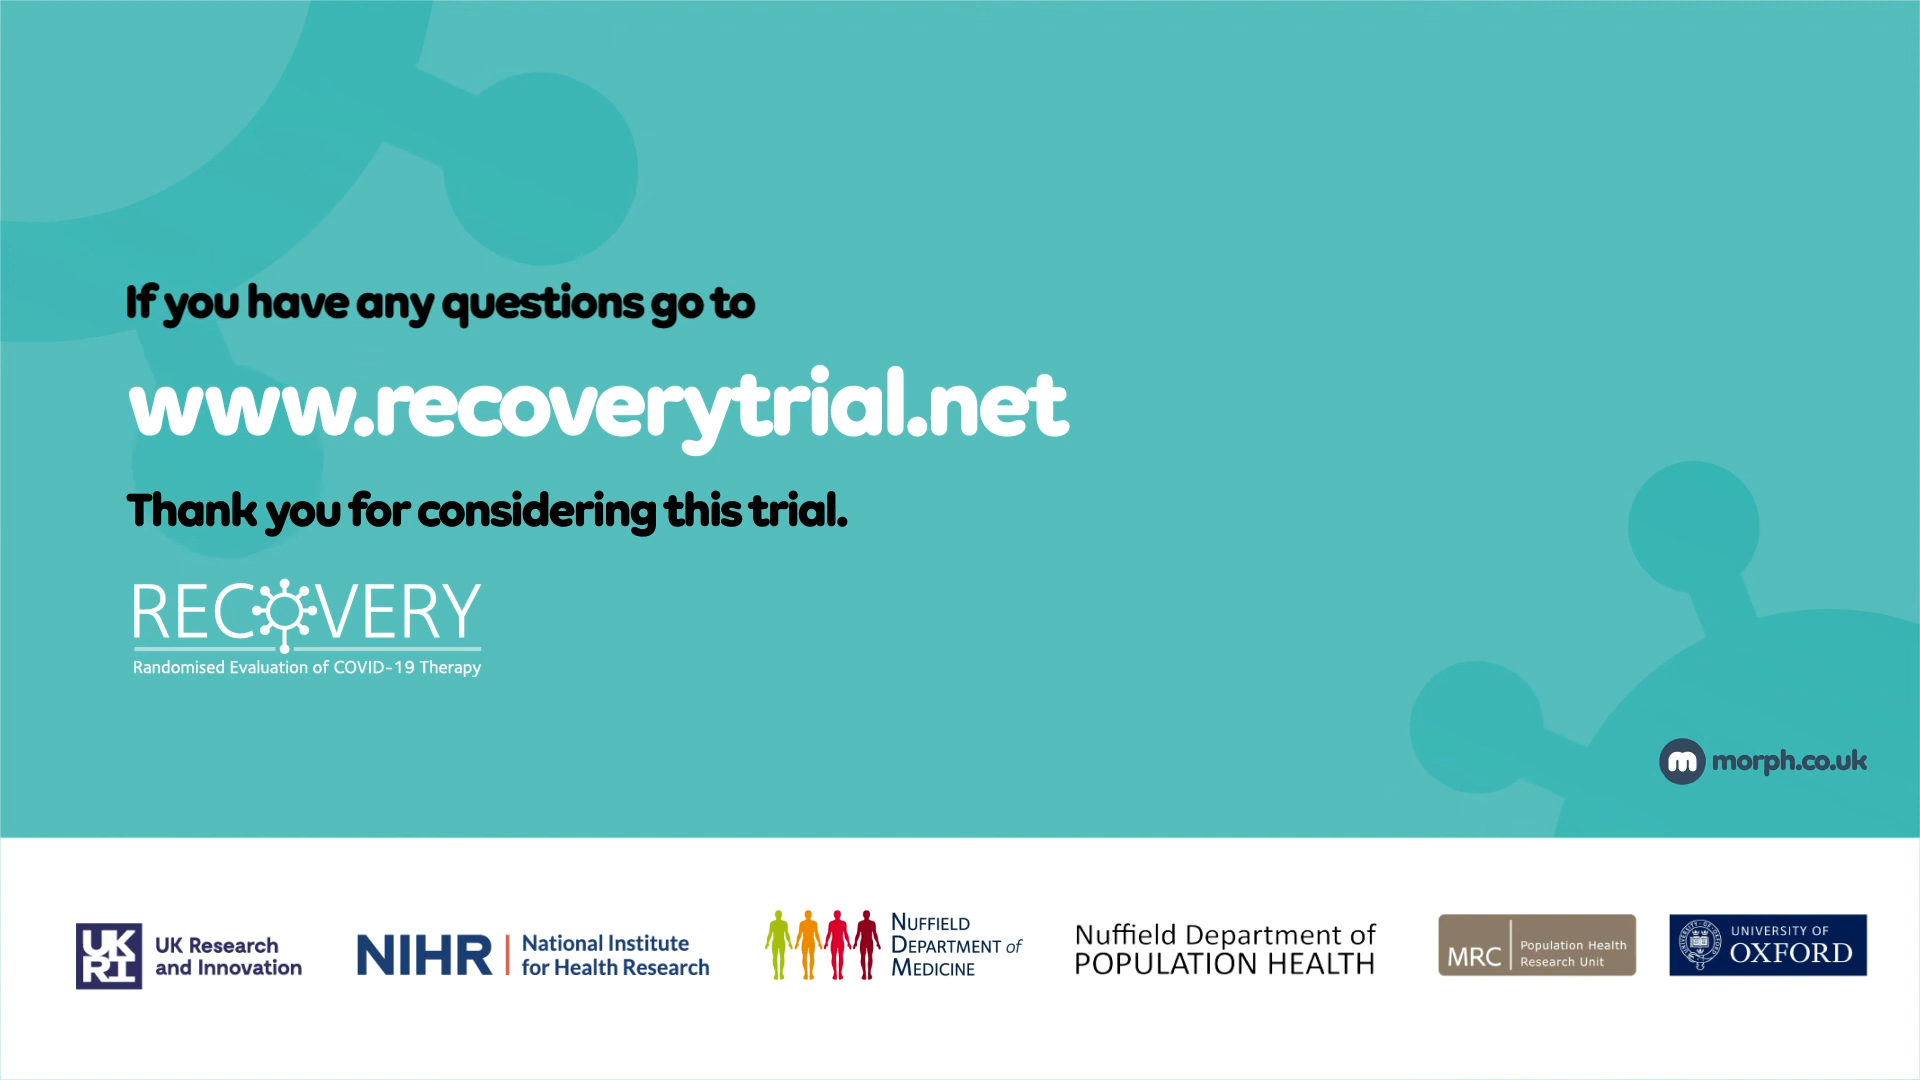 If you have any questions go to
www.recoverytrial.net
Thank you for considering this trial.
RECOVERY
Randomised Evaluation of COVID-19 Therapy
m morph.co.uk
UK
RI
UK Research
and Innovation
NIHR
National Institute
for Health Research
NUFFIELD
DEPARTMENT of
MEDICINE
Nuffield Department of
POPULATION HEALTH
MRC
Population Health
Research Unit
UNIVERSITY OF
OXFORD